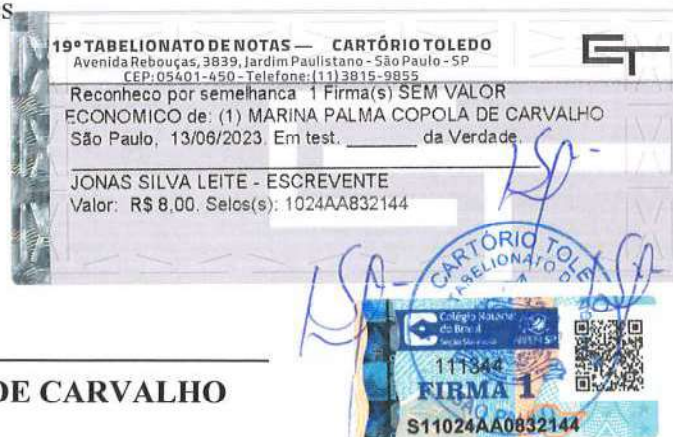 s
19º TABELIONATO DE NOTAS — CARTÓRIO TOLEDO
Avenida Rebouças, 3839, Jardim Paulistano - São Paulo - SP
CEP: 05401-450 - Telefone: (11) 3815-9855
Reconheco por semelhanca 1 Firma(s) SEM VALOR
ECONOMICO de: (1) MARINA PALMA COPOLA DE CARVALHO
São Paulo, 13/06/2023. Em test. ________ da Verdade.
JONAS SILVA LEITE - ESCREVENTE
Valor: R$ 8,00. Selos(s): 1024AA832144
CARTÓRIO TOLEDO
TABELIONATO D
Colégio Notarial
do Brasil
111344
FIRMA 1
S11024AA0832144
DE CARVALHO